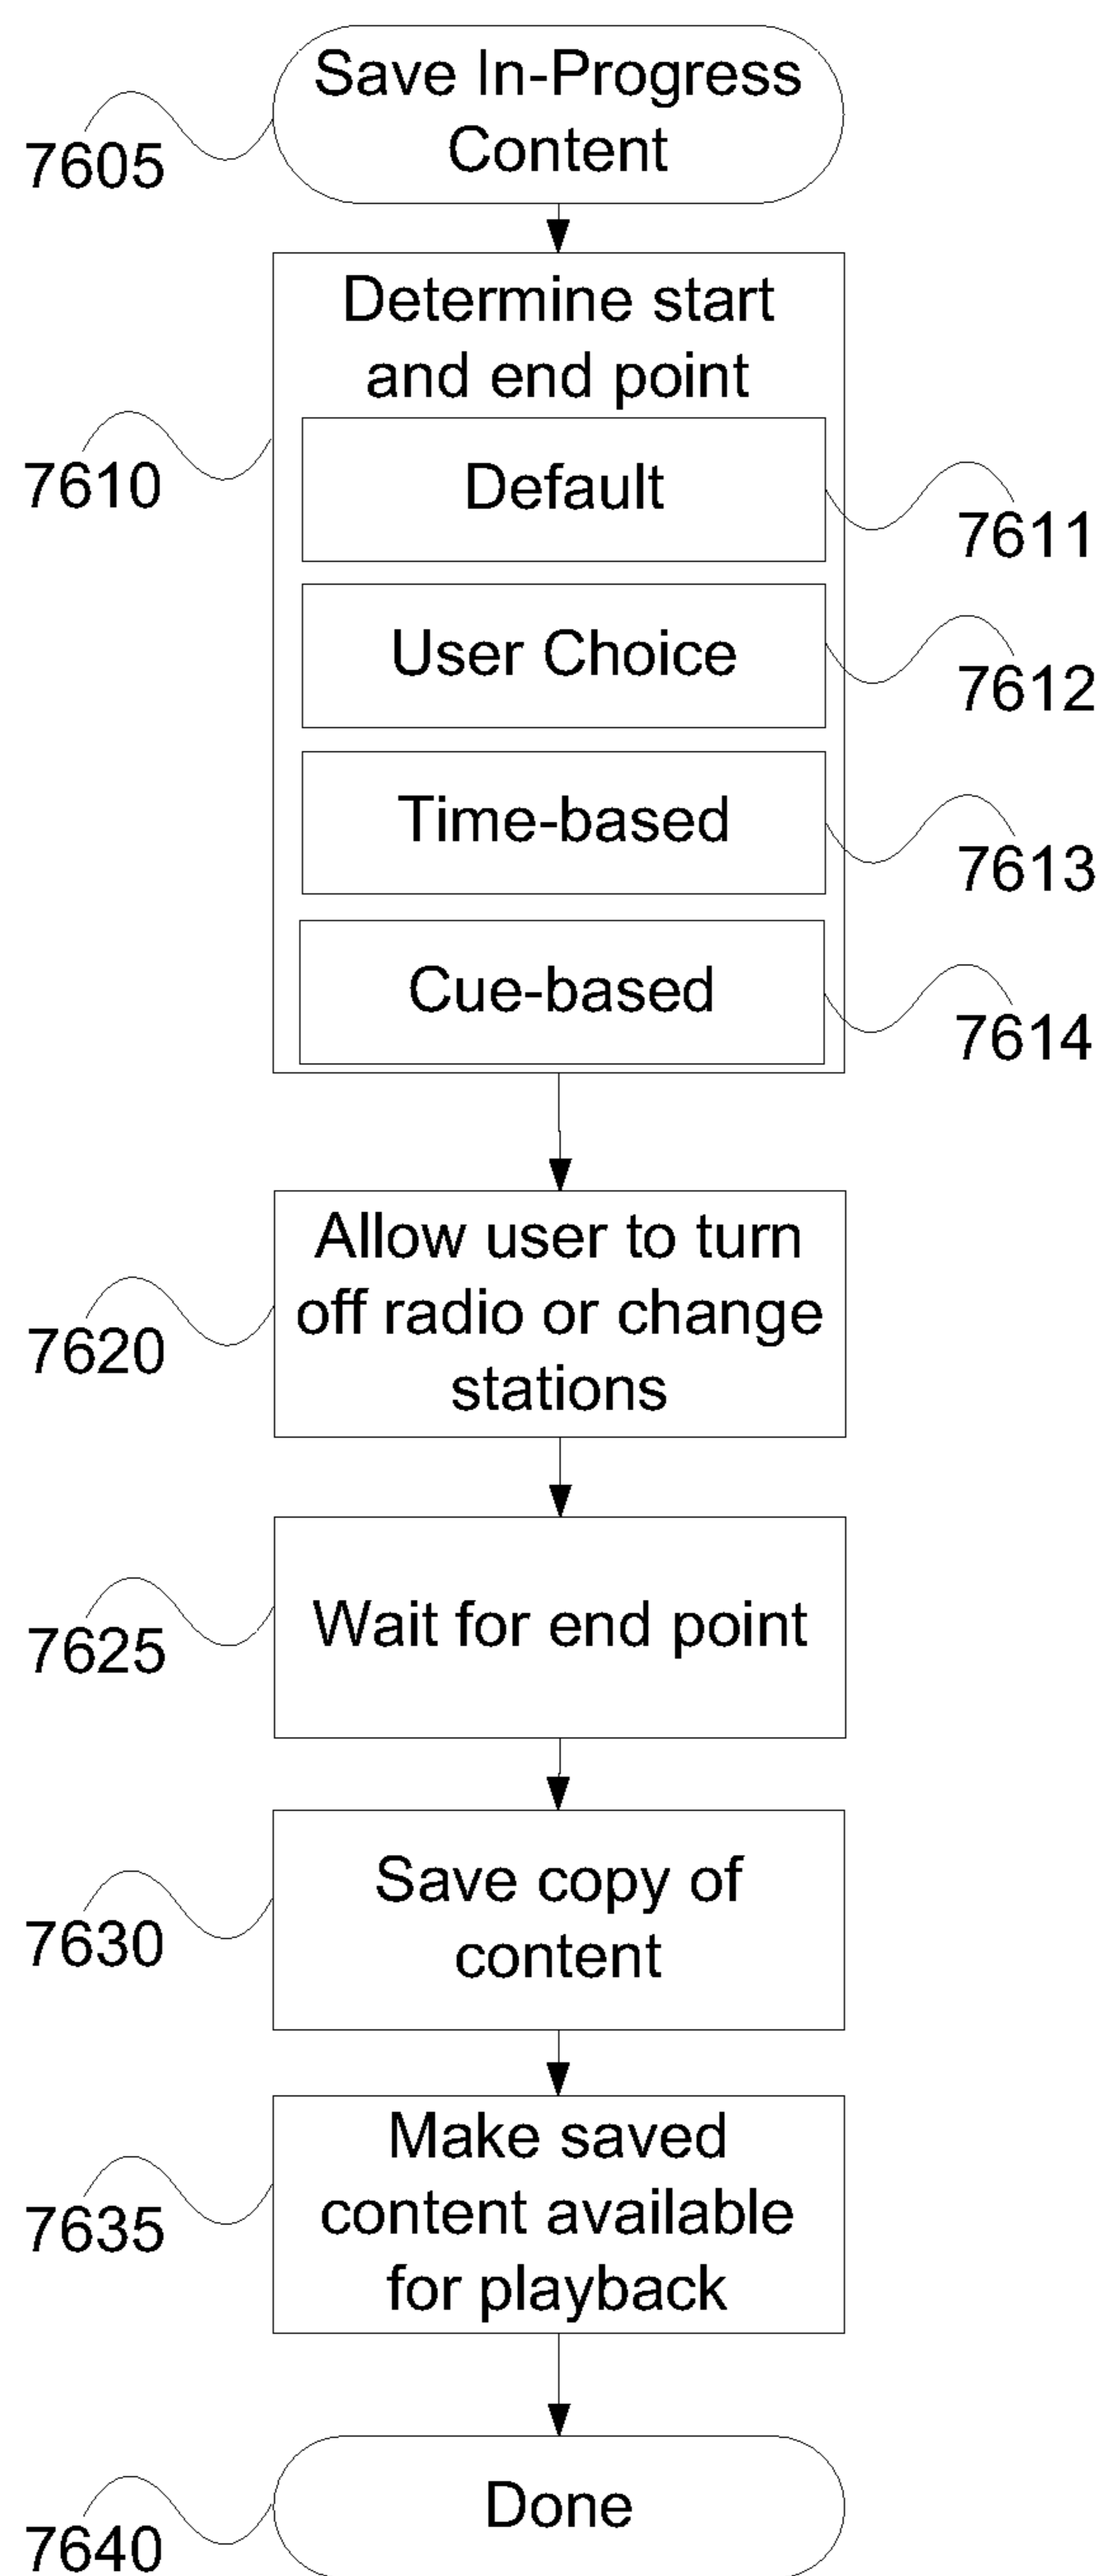 Save In-Progress
Content
7605
Determine start
and end point
7610
Default
7611
User Choice
7612
Time-based
7613
Cue-based
7614
Allow user to turn
off radio or change
stations
7620
Wait for end point
7625
Save copy of
content
7630
Make saved
content available
for playback
7635
Done
7640